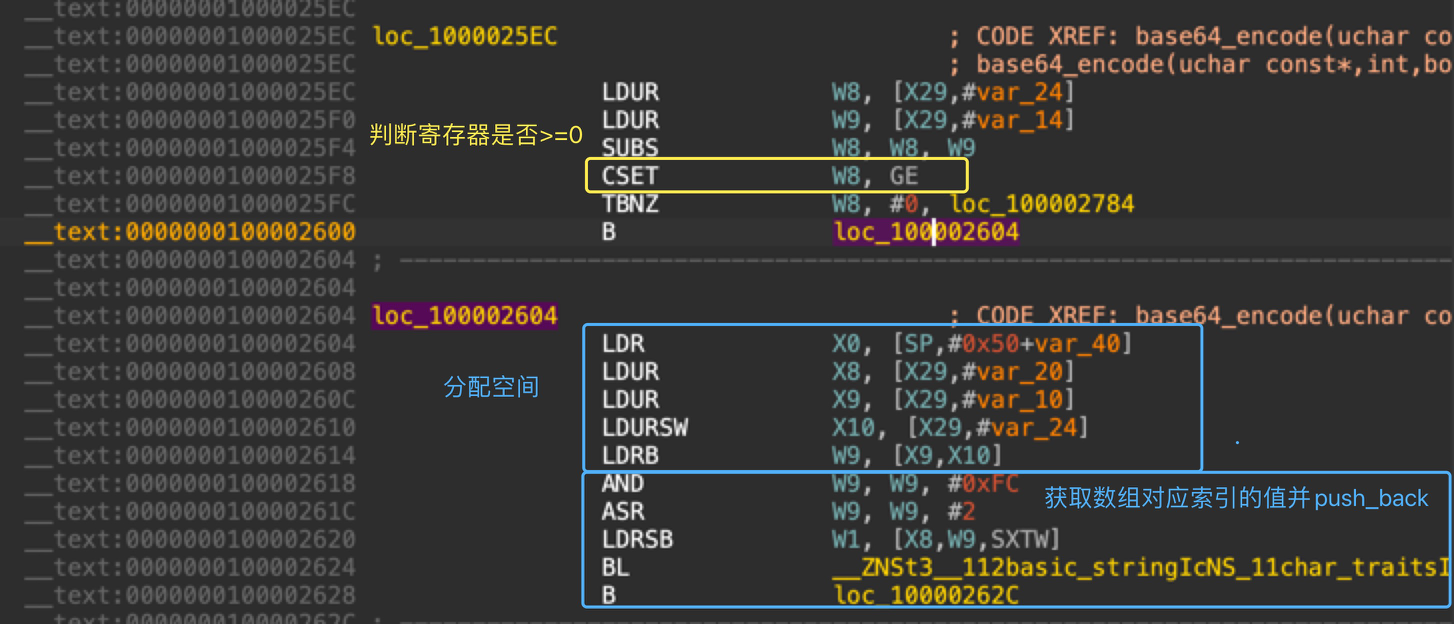 __text:00000001000025EC
__text:00000001000025EC loc_1000025EC ; CODE XREF: base64_encode(uchar co
__text:00000001000025EC ; base64_encode(uchar const*,int,bo
__text:00000001000025EC LDUR W8, [X29,#var_24]
__text:00000001000025F0 LDUR W9, [X29,#var_14]
判断寄存器是否>=0
__text:00000001000025F4 SUBS W8, W8, W9
__text:00000001000025F8 CSET W8, GE
__text:00000001000025FC TBNZ W8, #0, loc_100002784
__text:0000000100002600 B loc_100002604
__text:0000000100002604 ; ---------------------------------------------------------------------------
__text:0000000100002604
__text:0000000100002604 loc_100002604 ; CODE XREF: base64_encode(uchar co
__text:0000000100002604 LDR X0, [SP,#0x50+var_40]
__text:0000000100002608 LDUR X8, [X29,#var_20]
分配空间
__text:000000010000260C LDUR X9, [X29,#var_10]
__text:0000000100002610 LDURSW X10, [X29,#var_24]
__text:0000000100002614 LDRB W9, [X9,X10]
__text:0000000100002618 AND W9, W9, #0xFC
获取数组对应索引的值并push_back
__text:000000010000261C ASR W9, W9, #2
__text:0000000100002620 LDRSB W1, [X8,W9,SXTW]
__text:0000000100002624 BL __ZNSt3__112basic_stringIcNS_11char_traitsI
__text:0000000100002628 B loc_10000262C
__text:000000010000262C ; ---------------------------------------------------------------------------